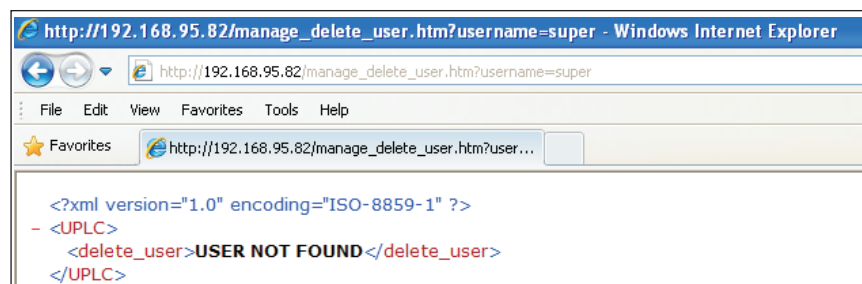 http://192.168.95.82/manage_delete_user.htm?username=super - Windows Internet Explorer
http://192.168.95.82/manage_delete_user.htm?username=super
File Edit View Favorites Tools Help
Favorites http://192.168.95.82/manage_delete_user.htm?user...
<?xml version="1.0" encoding="ISO-8859-1" ?>
- <UPLC>
<delete_user>USER NOT FOUND</delete_user>
</UPLC>